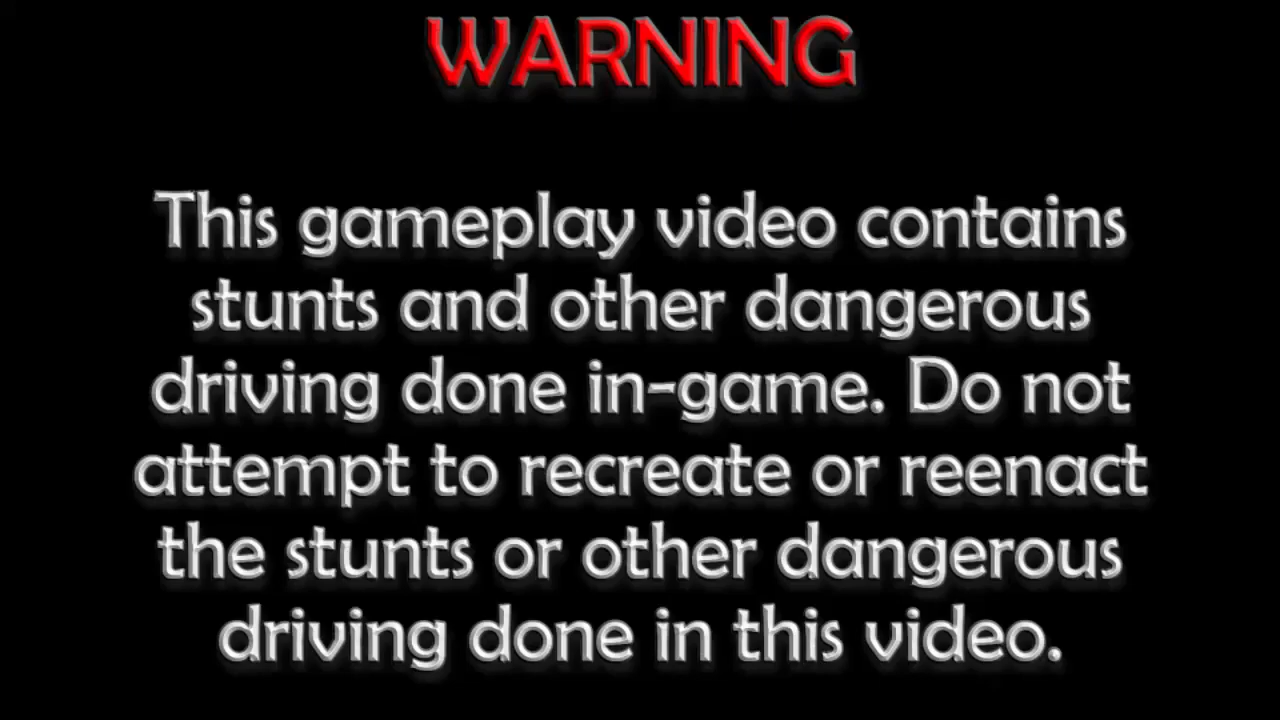 WARNING
This gameplay video contains
stunts and other dangerous
driving done in-game. Do not
attempt to recreate or reenact
the stunts or other dangerous
driving done in this video.